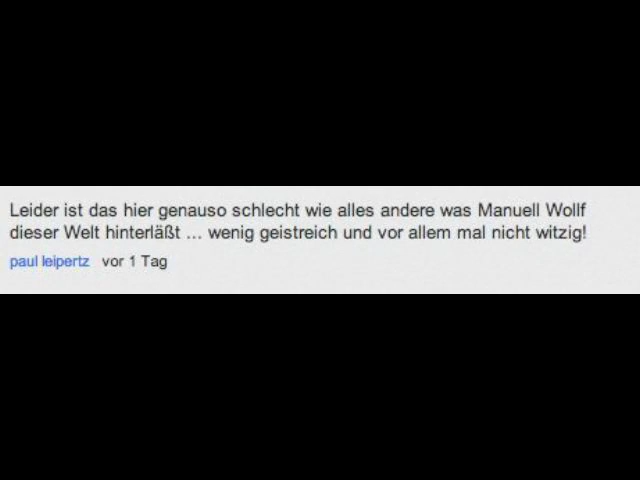 Leider ist das hier genauso schlecht wie alles andere was Manuell Wollf
dieser Welt hinterläßt ... wenig geistreich und vor allem mal nicht witzig!
paul leipertz vor 1 Tag